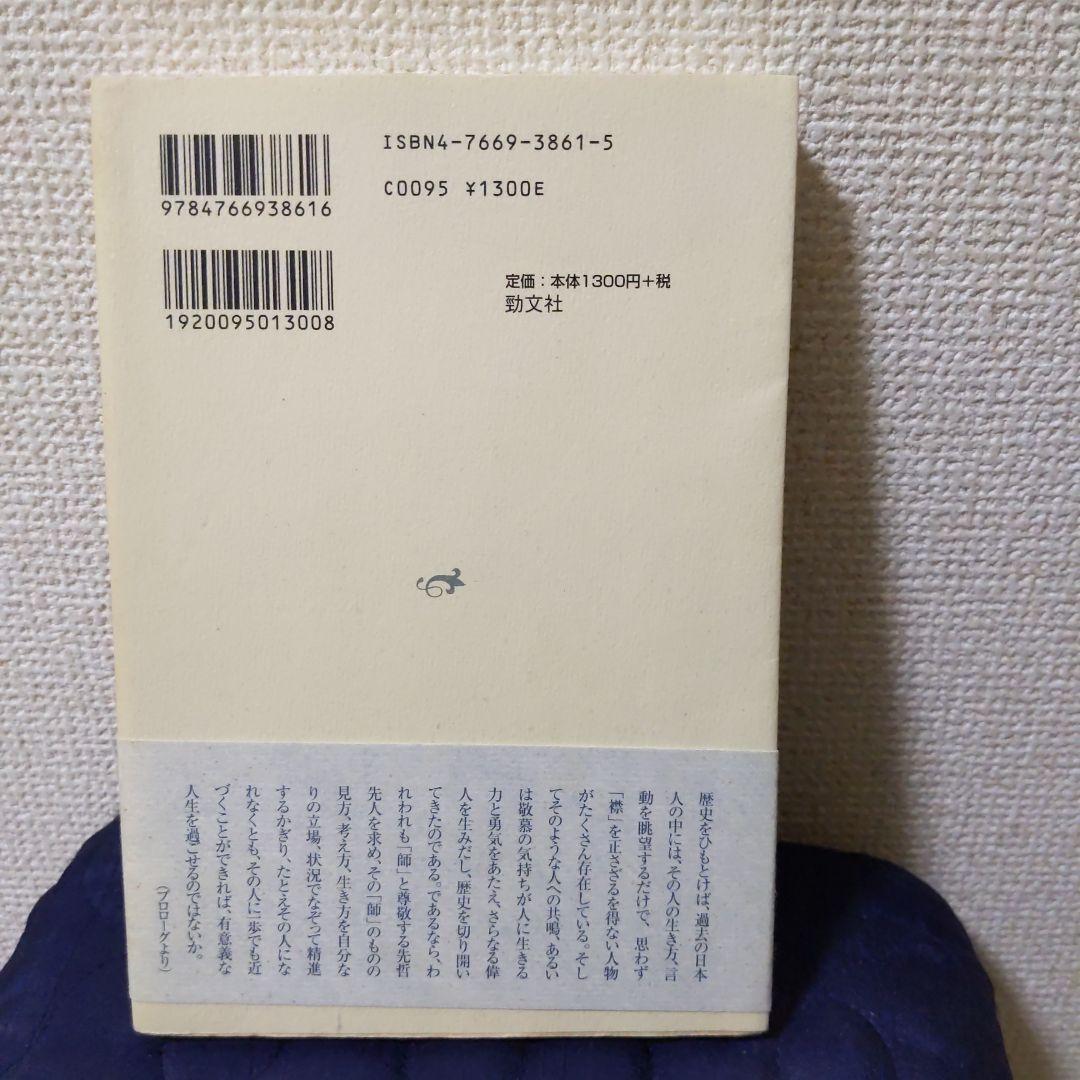 ISBN4-7669-3861-5
C0095 ¥1300E
9784766938616
1920095013008
定価：本体1300円+税
勁文社
歴史をひもとけば、過去の日本
人の中には、その人の生き方、言
動を眺望するだけで、思わず
「襟」を正さざるを得ない人物
がたくさん存在している。そし
てそのような人への共鳴、あるい
は敬慕の気持ちが人に生きる
力と勇気をあたえ、さらなる偉
人を生みだし、歴史を切り開い
てきたのである。であるなら、わ
れわれも「師」と尊敬する先哲
先人を求め、その「師」のものの
見方、考え方、生き方を自分な
りの立場、状況でなぞって精進
するかぎり、たとえその人にな
れなくとも、その人に一歩でも近
づくことができれば、有意義な
人生を過ごせるのではないか。
（プロローグより）